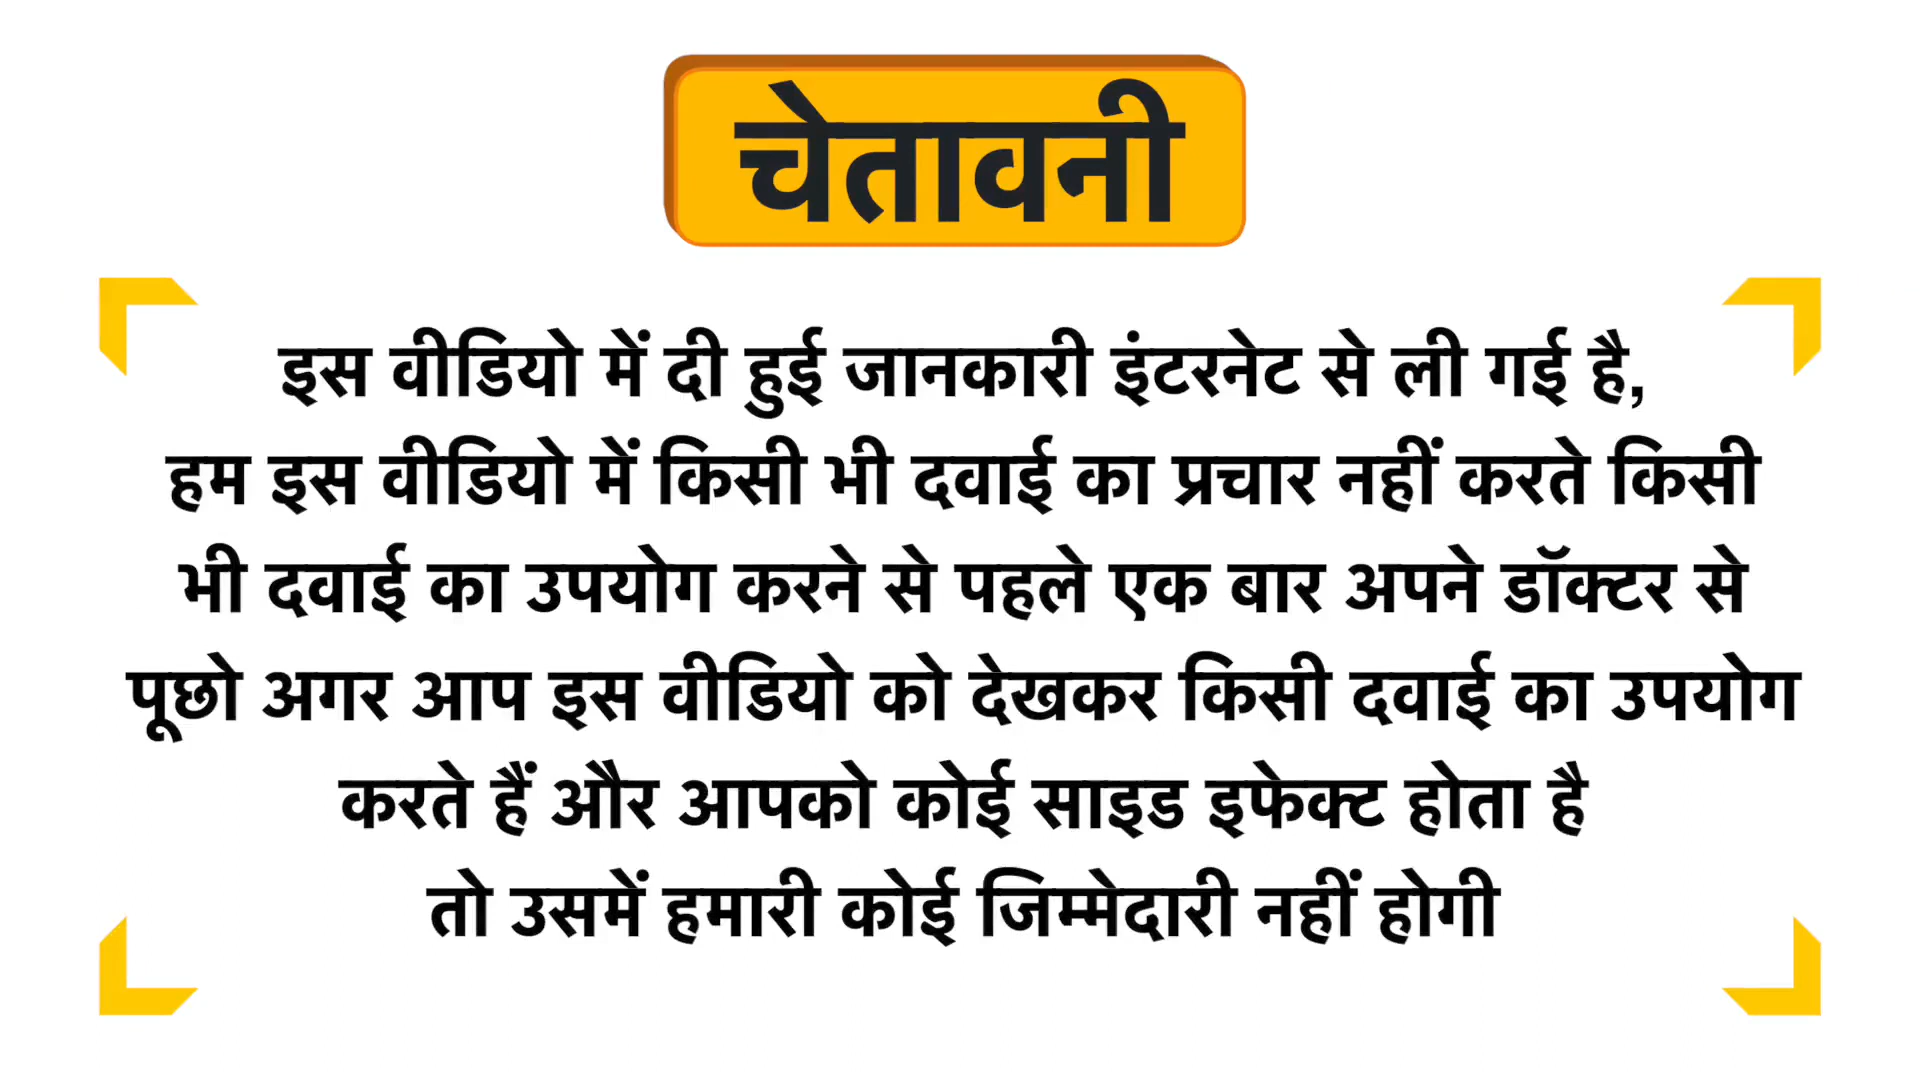 चेतावनी
इस वीडियो में दी हुई जानकारी इंटरनेट से ली गई है,
हम इस वीडियो में किसी भी दवाई का प्रचार नहीं करते किसी
भी दवाई का उपयोग करने से पहले एक बार अपने डॉक्टर से
पूछो अगर आप इस वीडियो को देखकर किसी दवाई का उपयोग
करते हैं और आपको कोई साइड इफेक्ट होता है
तो उसमें हमारी कोई जिम्मेदारी नहीं होगी